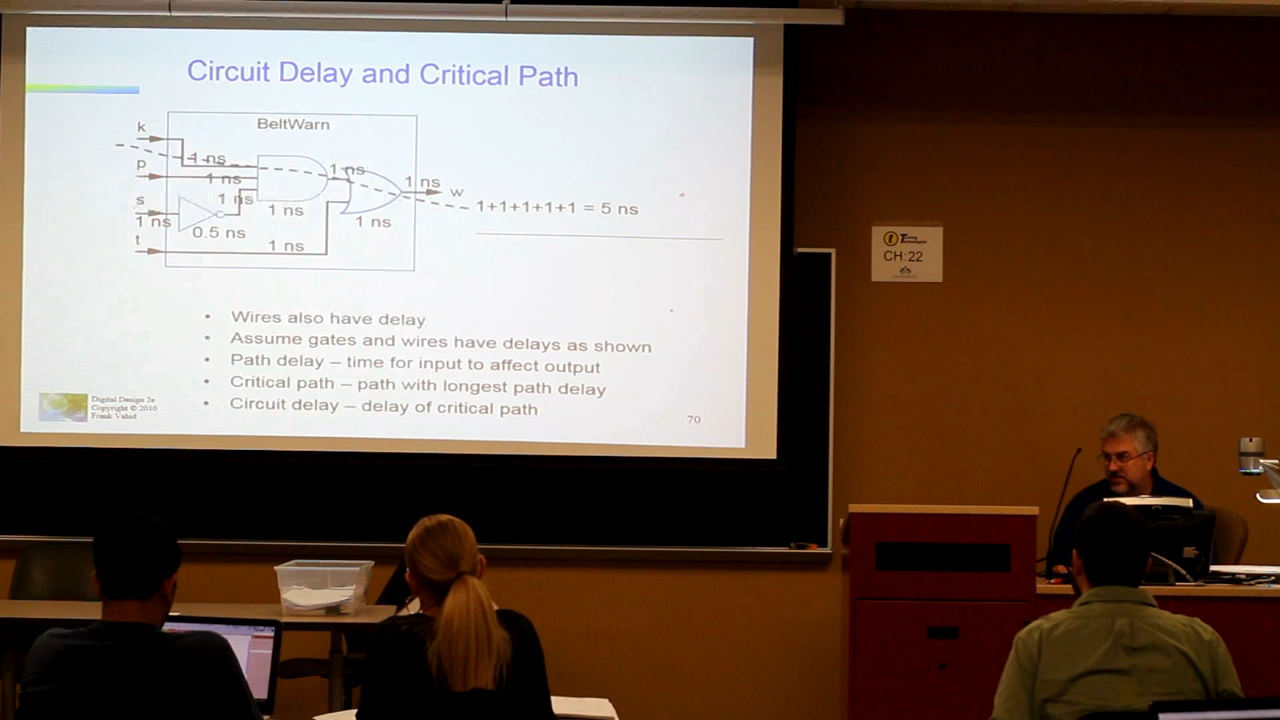 Circuit Delay and Critical Path
BeltWarn
k
1 ns
p
1 ns
1 ns
1 ns
w
1 ns
s
1 ns
1 ns
1+1+1+1+1 = 5 ns
1 ns
0.5 ns
t
1 ns
• Wires also have delay
• Assume gates and wires have delays as shown
• Path delay – time for input to affect output
• Critical path – path with longest path delay
• Circuit delay – delay of critical path
Digital Design 2e
Copyright © 2010
Frank Vahid
70
Turning
Technologies
CH: 22